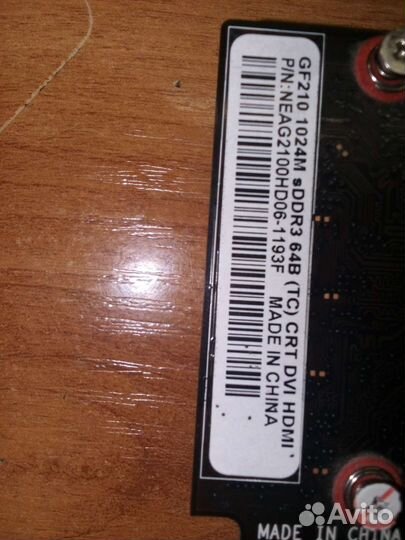 GF210 1024M sDDR3 64B (TC) CRT DVI HDMI
P/N:NEAG2100HD06-1193F MADE IN CHINA
MADE IN CHINA
Avito